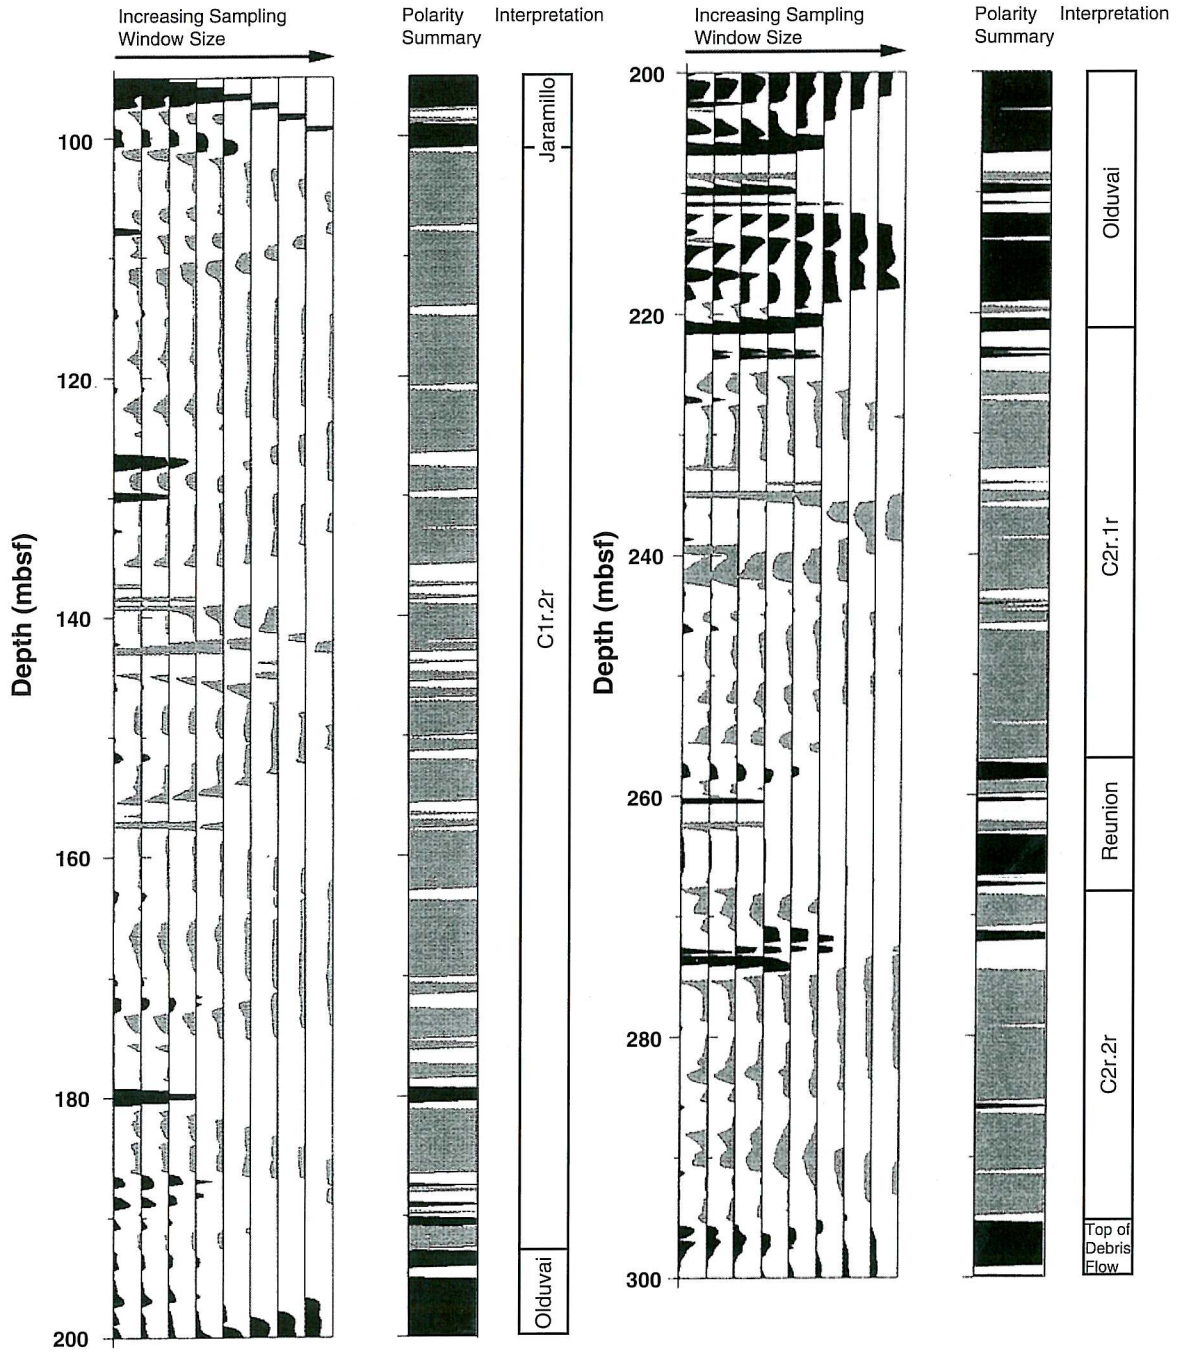 Increasing Sampling
Window Size
Polarity
Summary
Interpretation
Depth (mbsf)
100
120
140
160
180
200
Jaramillo
C1r.2r
Olduvai
Increasing Sampling
Window Size
Polarity
Summary
Interpretation
Depth (mbsf)
200
220
240
260
280
300
Olduvai
C2r.1r
Reunion
C2r.2r
Top of
Debris
Flow